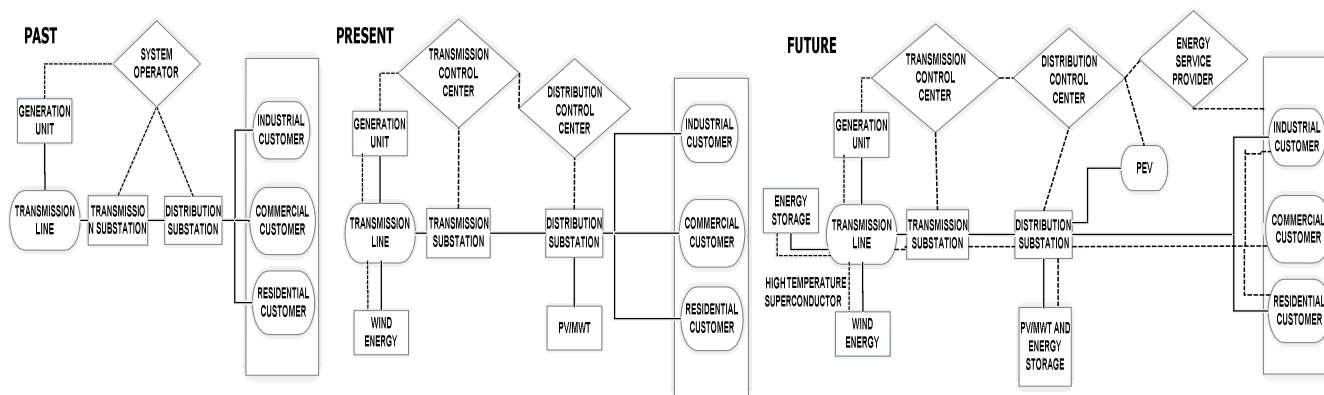 PAST
SYSTEM
OPERATOR
GENERATION
UNIT
TRANSMISSION
LINE
TRANSMISSIO
N SUBSTATION
DISTRIBUTION
SUBSTATION
INDUSTRIAL
CUSTOMER
COMMERCIAL
CUSTOMER
RESIDENTIAL
CUSTOMER
PRESENT
TRANSMISSION
CONTROL
CENTER
DISTRIBUTION
CONTROL
CENTER
GENERATION
UNIT
TRANSMISSION
LINE
TRANSMISSION
SUBSTATION
DISTRIBUTION
SUBSTATION
WIND
ENERGY
PV/MWT
INDUSTRIAL
CUSTOMER
COMMERCIAL
CUSTOMER
RESIDENTIAL
CUSTOMER
FUTURE
TRANSMISSION
CONTROL
CENTER
DISTRIBUTION
CONTROL
CENTER
ENERGY
SERVICE
PROVIDER
GENERATION
UNIT
PEV
ENERGY
STORAGE
TRANSMISSION
LINE
TRANSMISSION
SUBSTATION
DISTRIBUTION
SUBSTATION
HIGH TEMPERATURE
SUPERCONDUCTOR
WIND
ENERGY
PV/MWT AND
ENERGY
STORAGE
INDUSTRIAL
CUSTOMER
COMMERCIAL
CUSTOMER
RESIDENTIAL
CUSTOMER